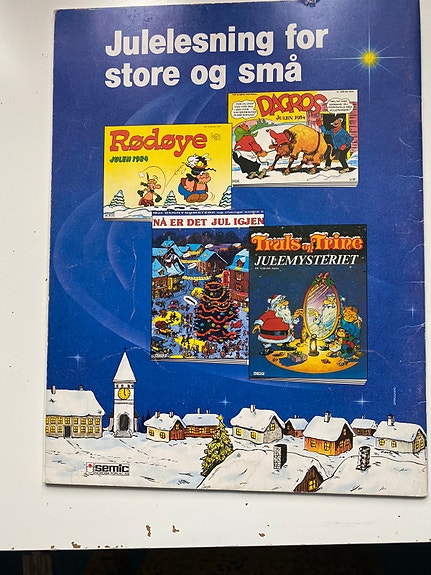 Julelesning for
store og små
Rødøye
JULEN 1984
DAGROS
JULEN 1984
NÅ ER DET JUL IGJEN
Truls og Trine
JULEMYSTERIET
semic